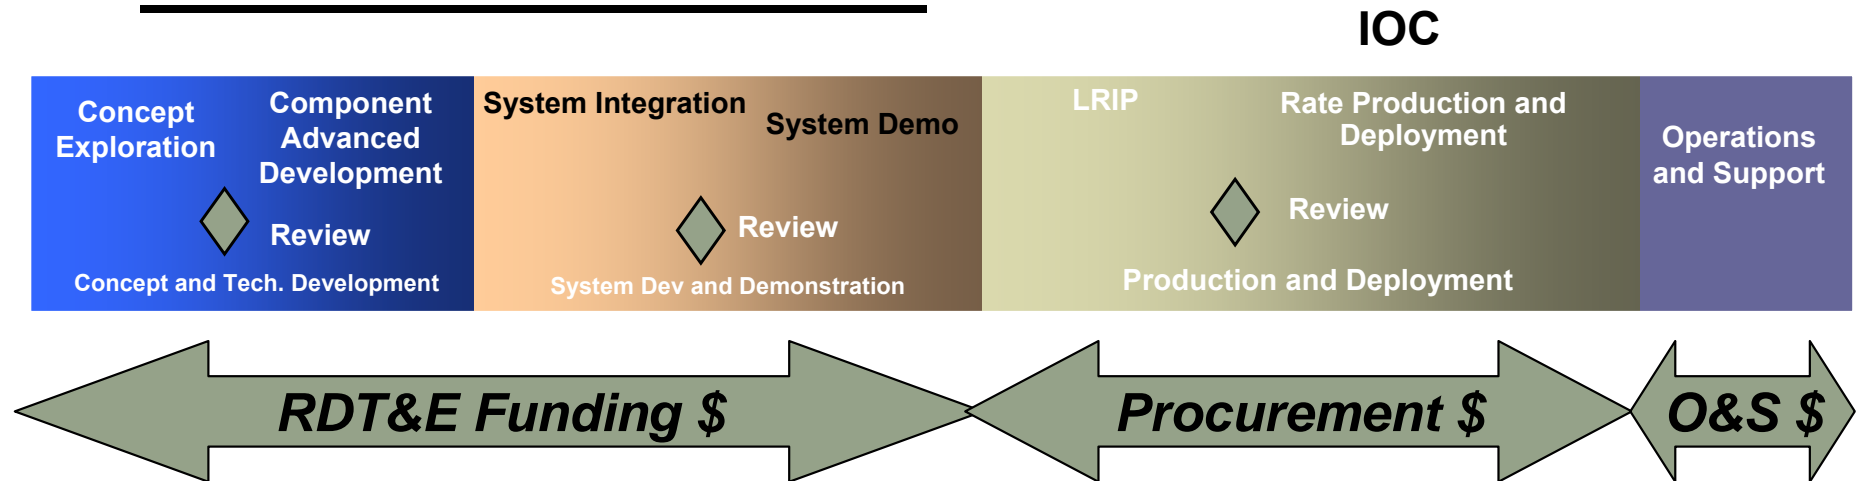 IOC
Concept
Exploration
Component
Advanced
Development
Review
Concept and Tech. Development
System Integration
System Demo
Review
System Dev and Demonstration
LRIP
Rate Production and
Deployment
Review
Production and Deployment
Operations
and Support
RDT&E Funding $
Procurement $
O&S $